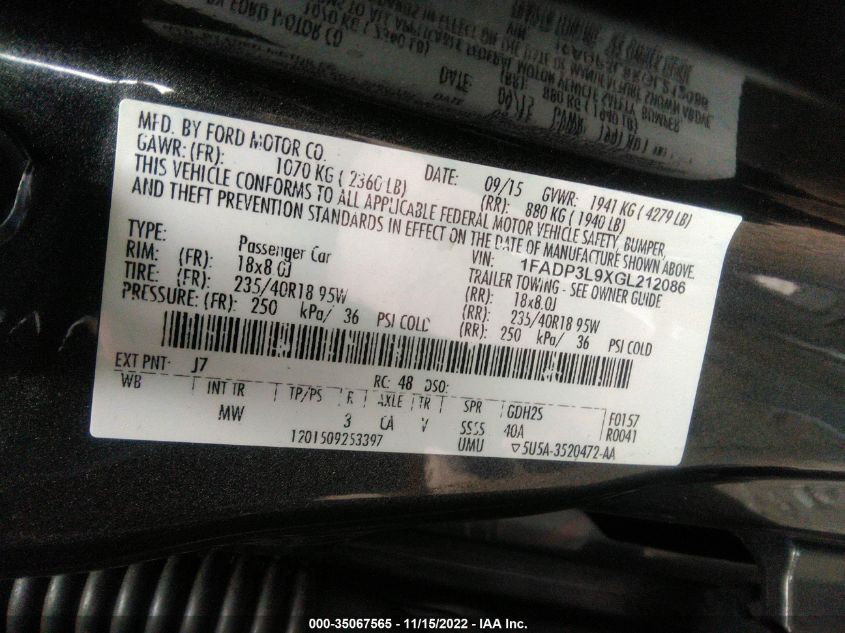 MFD. BY FORD MOTOR CO.
DATE: 09/15 GVWR: 1941 KG ( 4279 LB)
GAWR: (FR): 1070 KG ( 2360 LB) (RR): 880 KG ( 1940 LB)
THIS VEHICLE CONFORMS TO ALL APPLICABLE FEDERAL MOTOR VEHICLE SAFETY, BUMPER,
AND THEFT PREVENTION STANDARDS IN EFFECT ON THE DATE OF MANUFACTURE SHOWN ABOVE.
VIN: 1FADP3L9XGL212086
TYPE: Passenger Car TRAILER TOWING - SEE OWNER GUIDE
RIM: (FR): 18x8.0J (RR): 18x8.0J
TIRE: (FR): 235/40R18 95W (RR): 235/40R18 95W
PRESSURE: (FR): 250 kPa/ 36 PSI COLD (RR): 250 kPa/ 36 PSI COLD
EXT PNT: J7 RC: 48 DSO:
WB INT TR TP/PS R AXLE TR SPR GDH2S F0157
MW 3 CA V SSSS 40A R0041
1201509253397 UMU 5U5A-3520472-AA
000-35067565 - 11/15/2022 - IAA Inc.